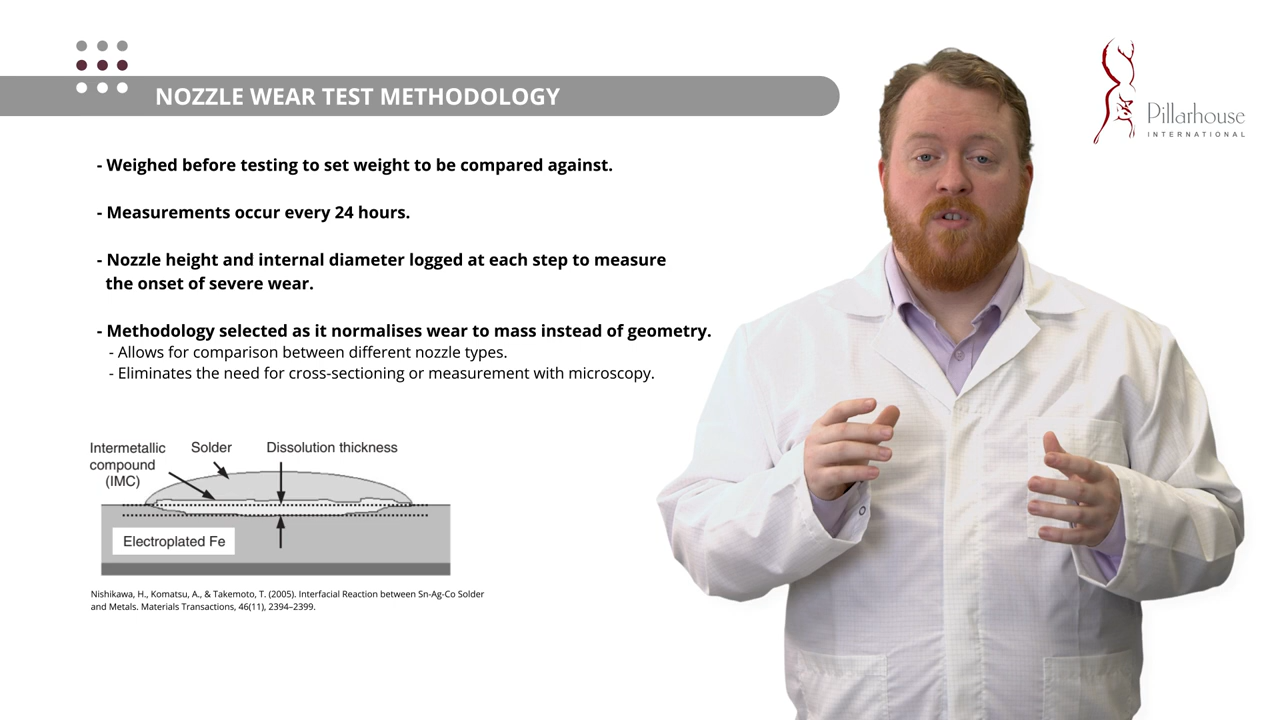 NOZZLE WEAR TEST METHODOLOGY
Pillarhouse
INTERNATIONAL
- Weighed before testing to set weight to be compared against.
- Measurements occur every 24 hours.
- Nozzle height and internal diameter logged at each step to measure
the onset of severe wear.
- Methodology selected as it normalises wear to mass instead of geometry.
- Allows for comparison between different nozzle types.
- Eliminates the need for cross-sectioning or measurement with microscopy.
Intermetallic
compound
(IMC)
Solder
Dissolution thickness
Electroplated Fe
Nishikawa, H., Komatsu, A., & Takemoto, T. (2005). Interfacial Reaction between Sn-Ag-Co Solder
and Metals. Materials Transactions, 46(11), 2394–2399.